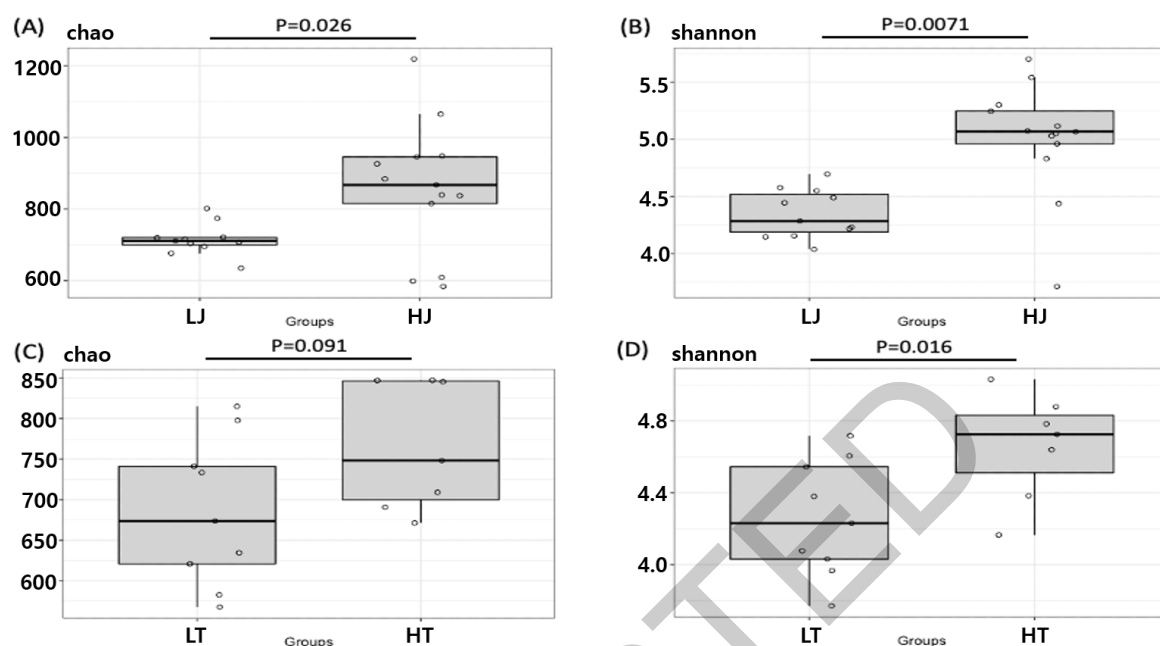 (A) chao P=0.026
1200
1000
800
600
LJ Groups HJ
(B) shannon P=0.0071
5.5
5.0
4.5
4.0
LJ Groups HJ
(C) chao P=0.091
850
800
750
700
650
600
LT Groups HT
(D) shannon P=0.016
4.8
4.4
4.0
LT Groups HT
TED